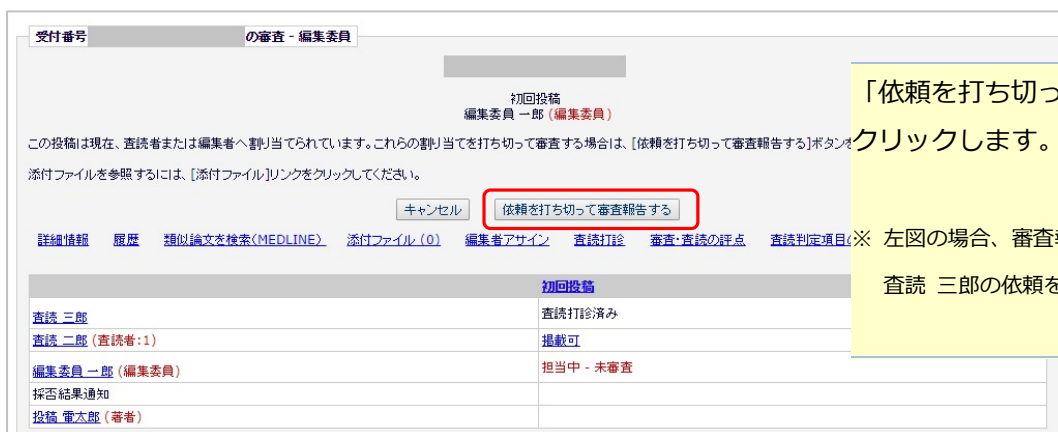 受付番号 の審査 - 編集委員
初回投稿
編集委員 一郎 (編集委員)
この投稿は現在、査読者または編集者へ割り当てられています。これらの割り当てを打ち切って審査する場合は、[依頼を打ち切って審査報告する]ボタンを
添付ファイルを参照するには、[添付ファイル]リンクをクリックしてください。
キャンセル 依頼を打ち切って審査報告する
詳細情報 履歴 類似論文を検索(MEDLINE) 添付ファイル (0) 編集者アサイン 査読打診 審査・査読の評点 査読判定項目
初回投稿
査読 三郎 査読打診済み
査読 二郎 (査読者:1) 掲載可
編集委員 一郎 (編集委員) 担当中 - 未審査
採否結果通知
投稿 電太郎 (著者)
「依頼を打ち切っ
クリックします。
※ 左図の場合、審査
査読 三郎の依頼を